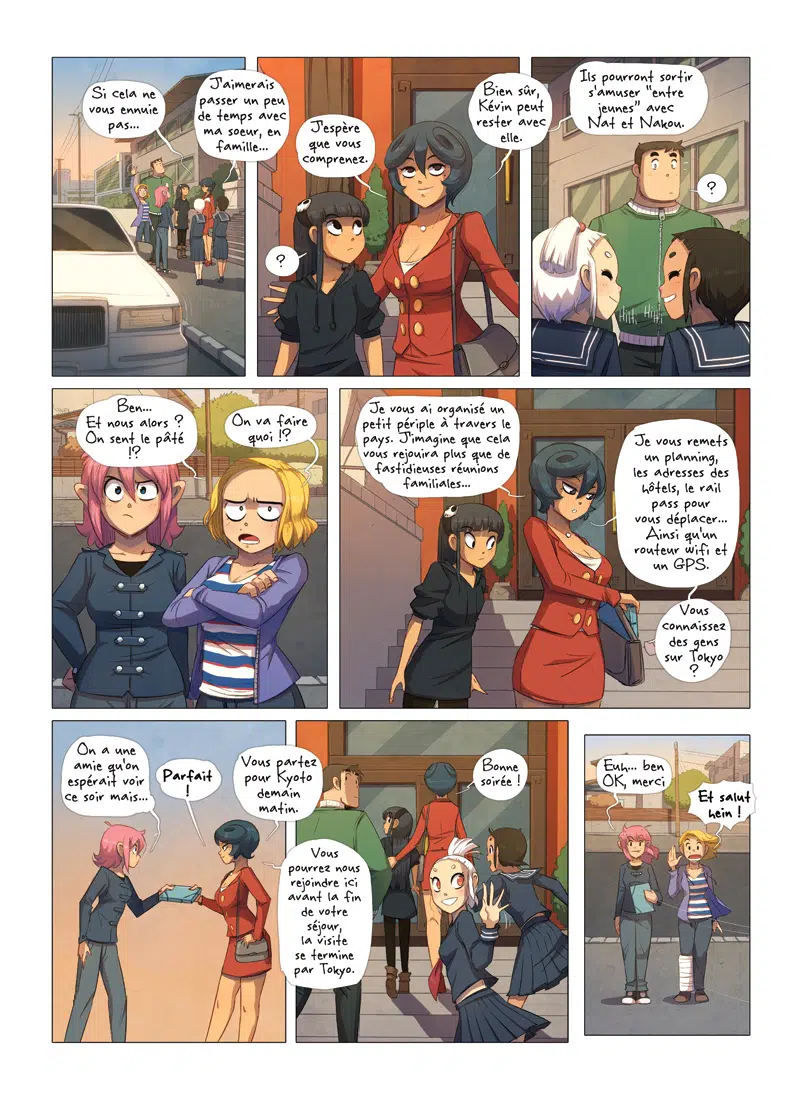 Si cela ne
vous ennuie
pas...
J'aimerais
passer un peu
de temps avec
ma soeur, en
famille...
J'espère
que vous
comprenez.
?
Bien sûr,
Kévin peut
rester avec
elle.
Ils pourront sortir
s'amuser "entre
jeunes" avec
Nat et Nakou.
?
Hihi Hihi
Ben...
Et nous alors ?
On sent le pâté
!?
On va faire
quoi !?
Je vous ai organisé un
petit périple à travers le
pays. J'imagine que cela
vous rejouira plus que de
fastidieuses réunions
familiales...
Je vous remets
un planning,
les adresses des
hôtels, le rail
pass pour
vous déplacer...
Ainsi qu'un
routeur wifi et
un GPS.
Vous
connaissez
des gens
sur Tokyo
?
On a une
amie qu'on
espérait voir
ce soir mais...
Parfait
!
Vous partez
pour Kyoto
demain
matin.
Vous
pourrez nous
rejoindre ici
avant la fin
de votre
séjour,
la visite
se termine
par Tokyo.
Bonne
soirée !
Euh... ben
OK, merci
Et salut
hein !